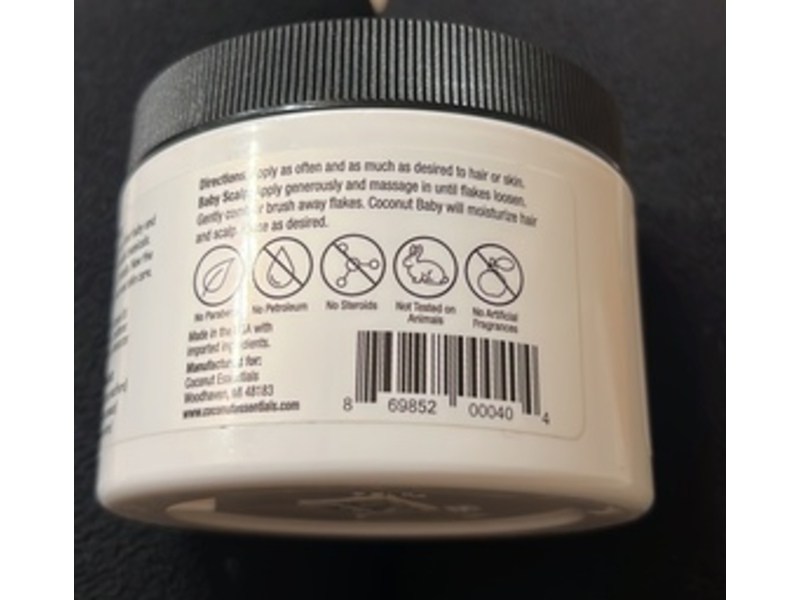 Directions: Apply as often and as much as desired to hair or skin.
Baby Scalp: Apply generously and massage in until flakes loosen.
Gently comb or brush away flakes. Coconut Baby will moisturize hair
and scalp. Use as desired.
No Parabens
No Petroleum
No Steroids
Not Tested on
Animals
No Artificial
Fragrances
Made in the USA with
imported ingredients.
Manufactured for:
Coconut Essentials
Woodhaven, MI 48183
www.coconutessentials.com
8 69852 00040 4